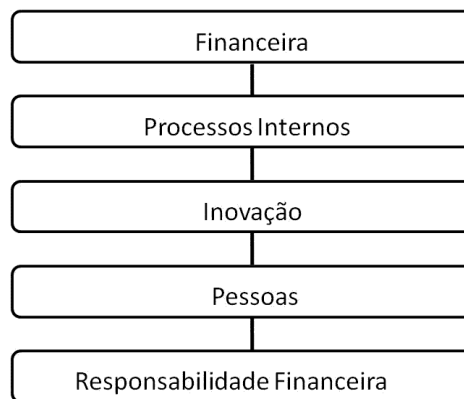 Financeira
Processos Internos
Inovação
Pessoas
Responsabilidade Financeira